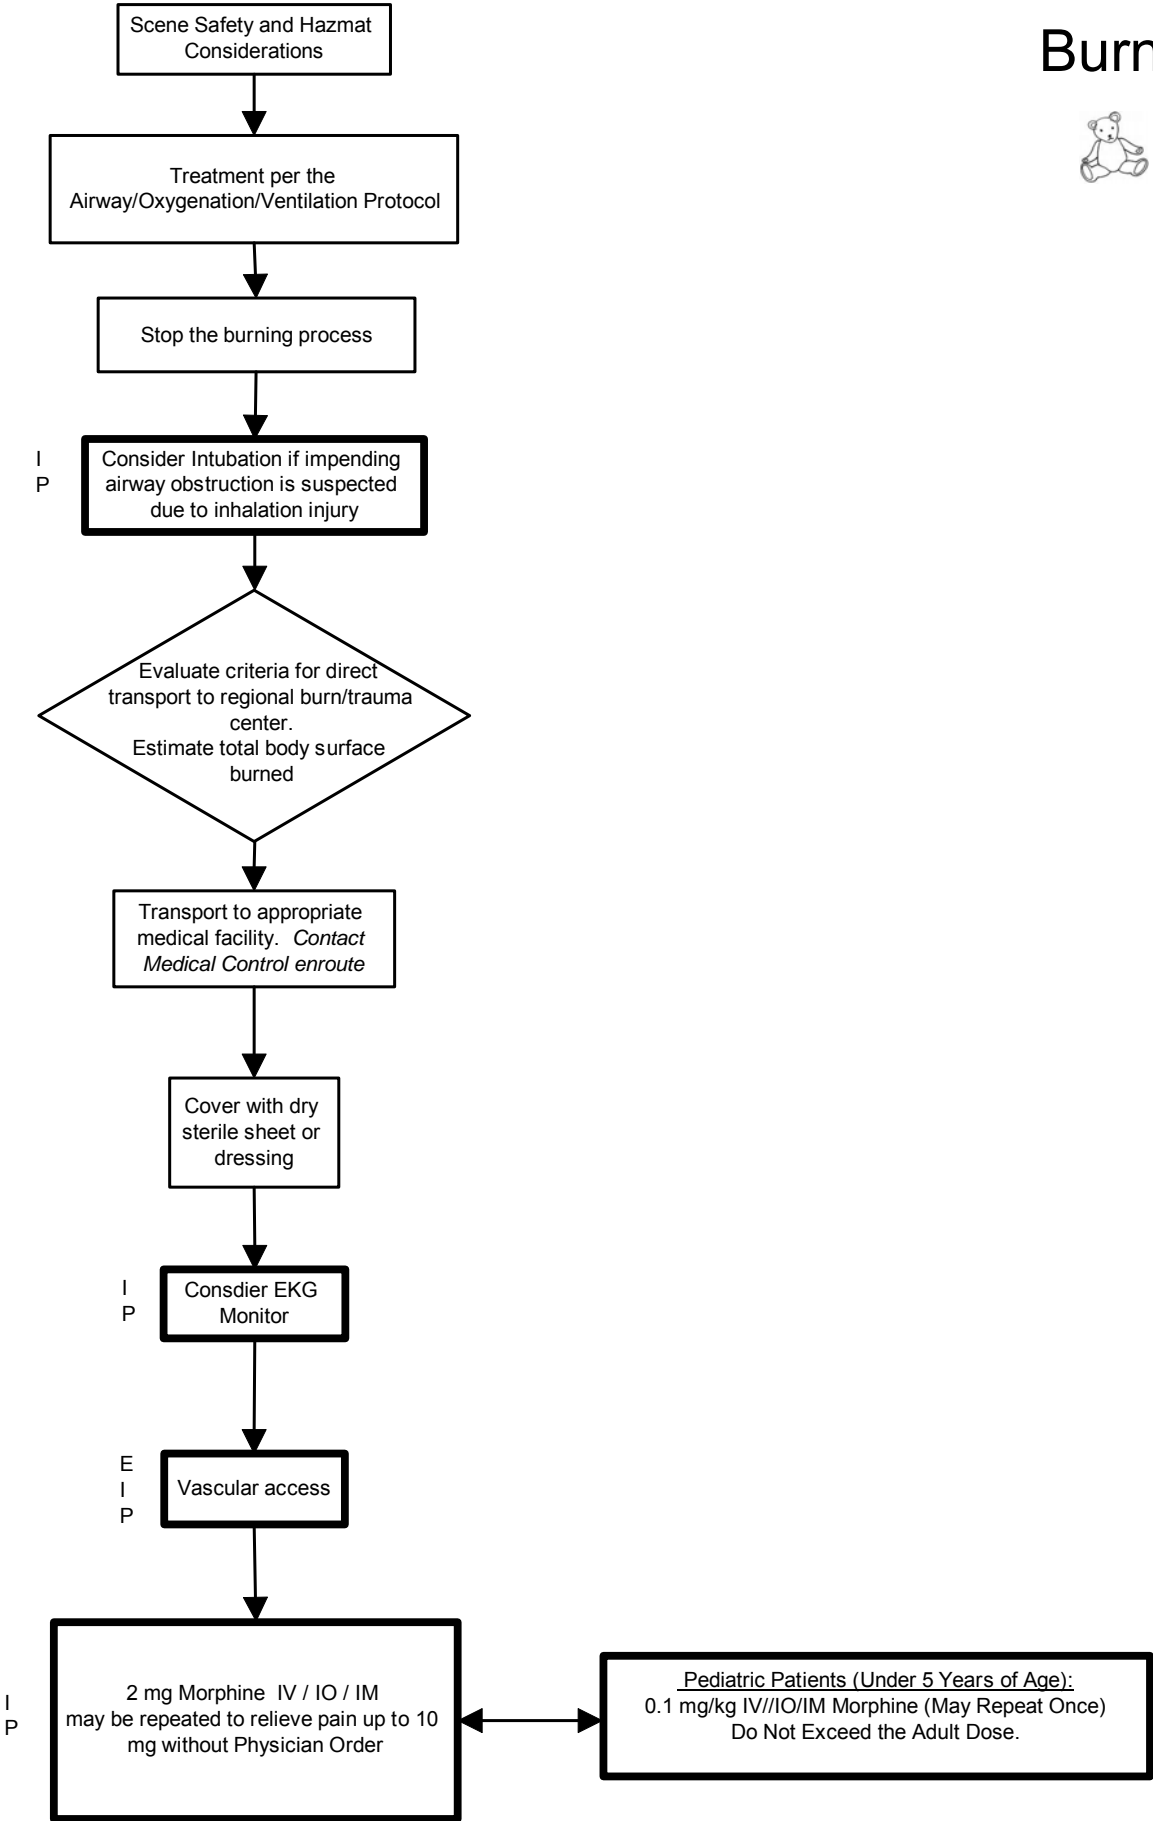 Burn
Scene Safety and Hazmat
Considerations
Treatment per the
Airway/Oxygenation/Ventilation Protocol
Stop the burning process
I
P
Consider Intubation if impending
airway obstruction is suspected
due to inhalation injury
Evaluate criteria for direct
transport to regional burn/trauma
center.
Estimate total body surface
burned
Transport to appropriate
medical facility. Contact
Medical Control enroute
Cover with dry
sterile sheet or
dressing
I
P
Consdier EKG
Monitor
E
I
P
Vascular access
I
P
2 mg Morphine IV / IO / IM
may be repeated to relieve pain up to 10
mg without Physician Order
Pediatric Patients (Under 5 Years of Age):
0.1 mg/kg IV//IO/IM Morphine (May Repeat Once)
Do Not Exceed the Adult Dose.